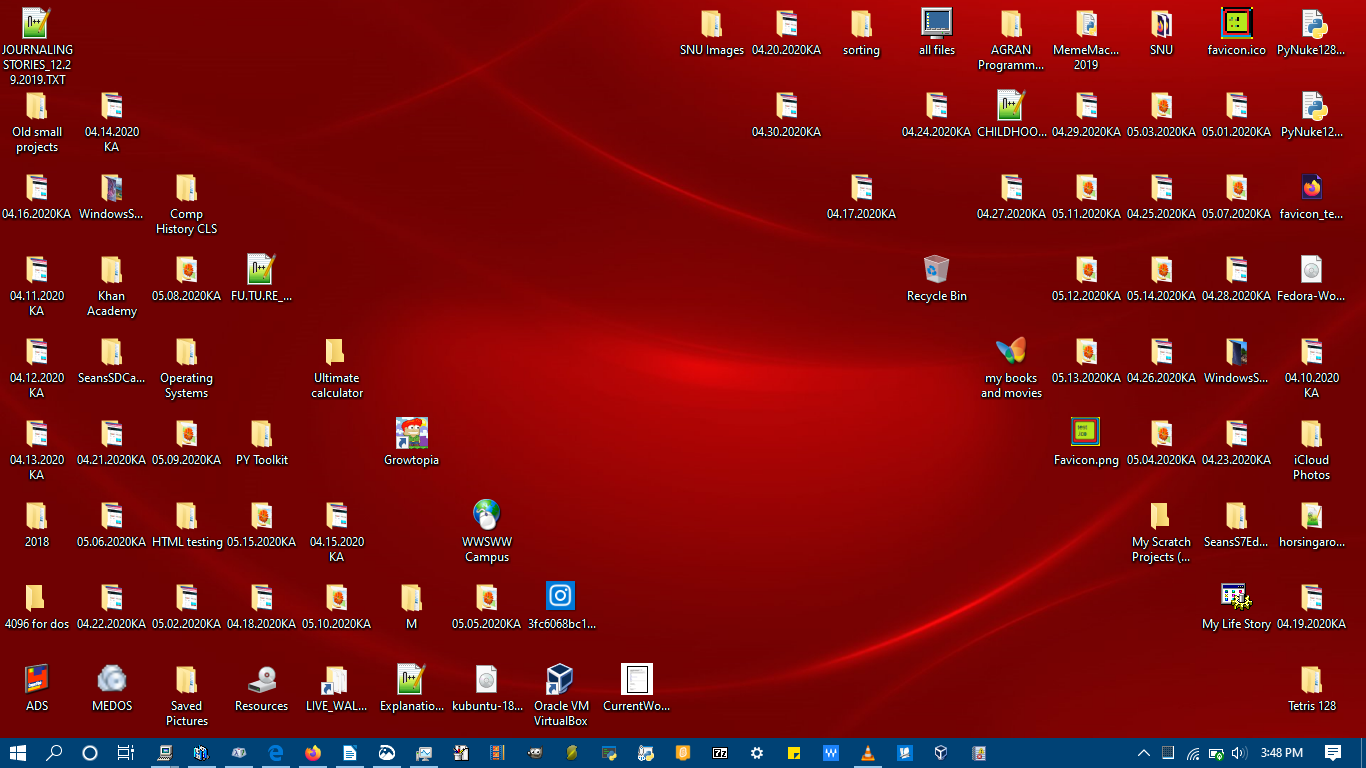 JOURNALING
STORIES_12.2
9.2019.TXT
SNU Images
04.20.2020KA
sorting
all files
AGRAN
Programm...
MemeMac...
2019
SNU
favicon.ico
PyNuke128...
Old small
projects
04.14.2020
KA
04.30.2020KA
04.24.2020KA
CHILDHOO...
04.29.2020KA
05.03.2020KA
05.01.2020KA
PyNuke12...
04.16.2020KA
WindowsS...
Comp
History CLS
04.17.2020KA
04.27.2020KA
05.11.2020KA
04.25.2020KA
05.07.2020KA
favicon_te...
04.11.2020
KA
Khan
Academy
05.08.2020KA
FU.TU.RE_...
Recycle Bin
05.12.2020KA
05.14.2020KA
04.28.2020KA
Fedora-Wo...
04.12.2020
KA
SeansSDCa...
Operating
Systems
Ultimate
calculator
my books
and movies
05.13.2020KA
04.26.2020KA
WindowsS...
04.10.2020
KA
04.13.2020
KA
04.21.2020KA
05.09.2020KA
PY Toolkit
Growtopia
Favicon.png
05.04.2020KA
04.23.2020KA
iCloud
Photos
2018
05.06.2020KA
HTML testing
05.15.2020KA
04.15.2020
KA
WWSWW
Campus
My Scratch
Projects (...
SeansS7Ed...
horsingaro...
4096 for dos
04.22.2020KA
05.02.2020KA
04.18.2020KA
05.10.2020KA
M
05.05.2020KA
3fc6068bc1...
My Life Story
04.19.2020KA
ADS
MEDOS
Saved
Pictures
Resources
LIVE_WAL...
Explanatio...
kubuntu-18...
Oracle VM
VirtualBox
CurrentWo...
Tetris 128
3:48 PM